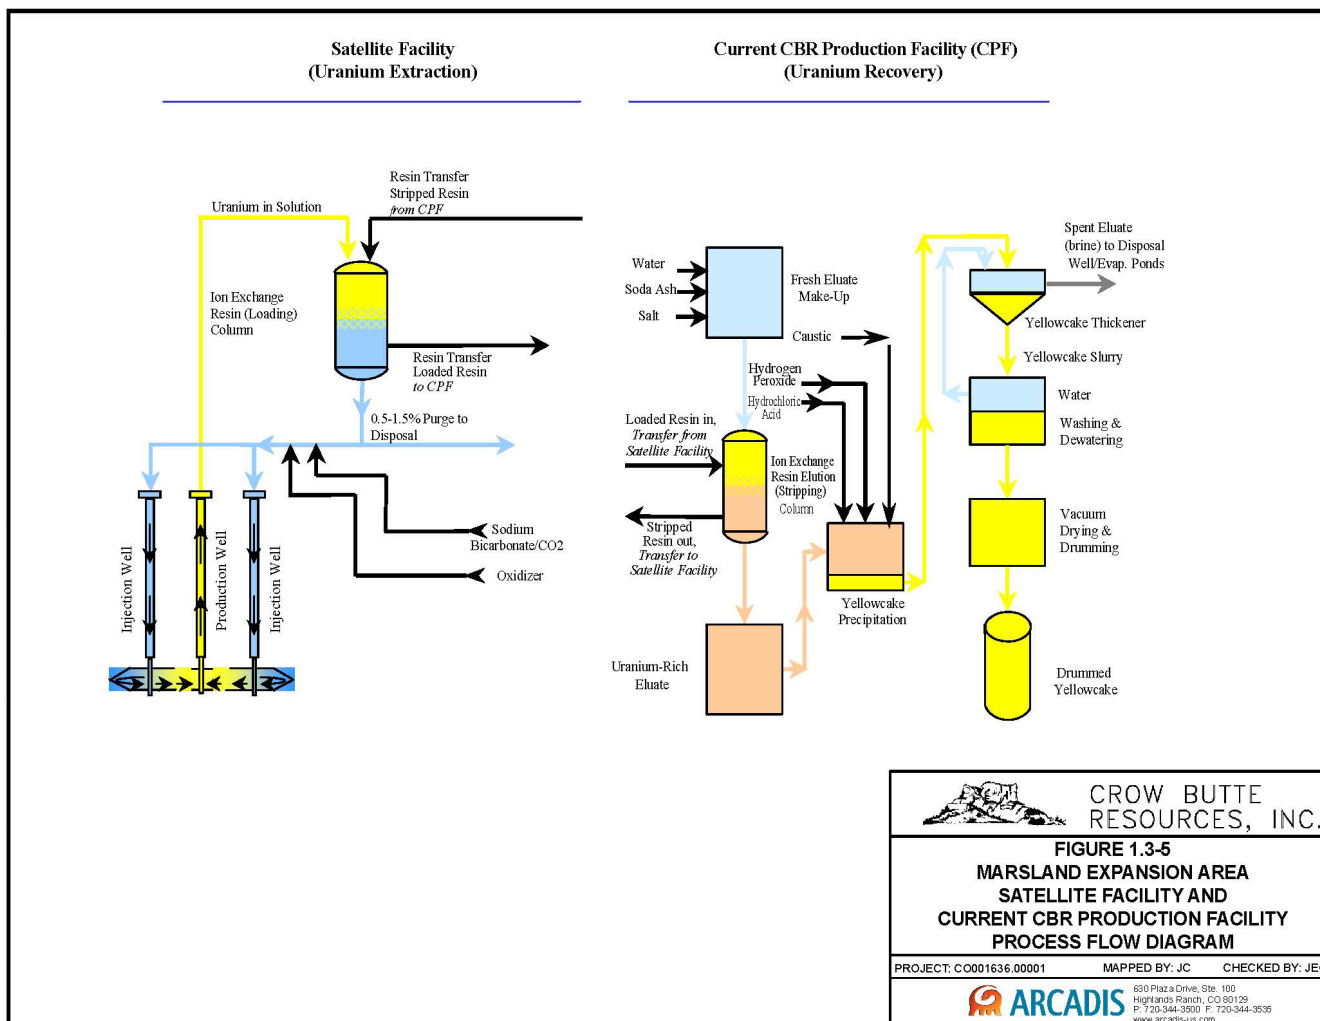 Satellite Facility
(Uranium Extraction)
Current CBR Production Facility (CPF)
(Uranium Recovery)
Resin Transfer
Stripped Resin
from CPF
Uranium in Solution
Ion Exchange
Resin (Loading)
Column
Resin Transfer
Loaded Resin
to CPF
0.5-1.5% Purge to
Disposal
Sodium
Bicarbonate/CO2
Oxidizer
Injection Well
Production Well
Injection Well
Water
Soda Ash
Salt
Fresh Eluate
Make-Up
Caustic
Hydrogen
Peroxide
Hydrochloric
Acid
Loaded Resin in,
Transfer from
Satellite Facility
Ion Exchange
Resin Elution
(Stripping)
Column
Stripped
Resin out,
Transfer to
Satellite Facility
Uranium-Rich
Eluate
Yellowcake
Precipitation
Spent Eluate
(brine) to Disposal
Well/Evap. Ponds
Yellowcake Thickener
Yellowcake Slurry
Water
Washing &
Dewatering
Vacuum
Drying &
Drumming
Drummed
Yellowcake
CROW BUTTE
RESOURCES, INC.
FIGURE 1.3-5
MARSLAND EXPANSION AREA
SATELLITE FACILITY AND
CURRENT CBR PRODUCTION FACILITY
PROCESS FLOW DIAGRAM
PROJECT: CO001636.00001 MAPPED BY: JC CHECKED BY:
ARCADIS
630 Plaza Drive, Ste. 100
Highlands Ranch, CO 80129
P: 720-344-3500 F: 720-344-3535
www.arcadis-us.com